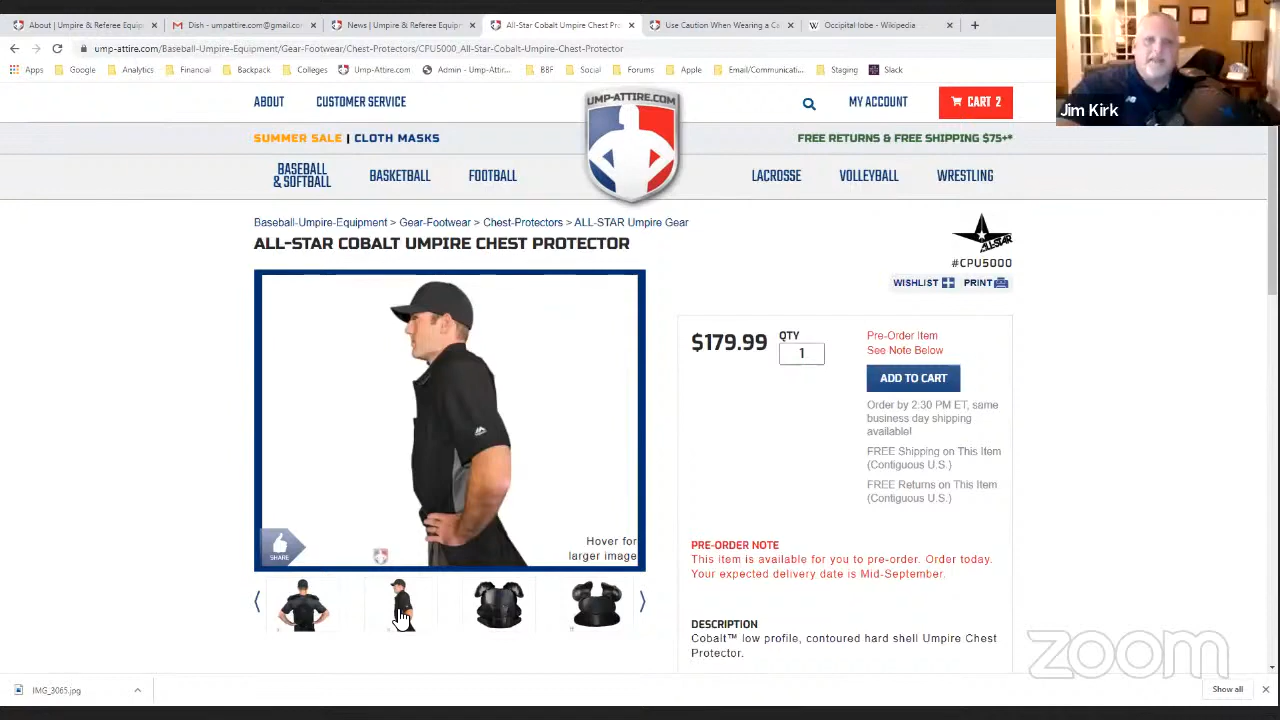 About | Umpire & Referee Equip
Dish - umpattire.com@gmail.com
News | Umpire & Referee Equip
All-Star Cobalt Umpire Chest Pro
Use Caution When Wearing a Ca
Occipital lobe - Wikipedia
ump-attire.com/Baseball-Umpire-Equipment/Gear-Footwear/Chest-Protectors/CPU5000_All-Star-Cobalt-Umpire-Chest-Protector
Apps Google Analytics Financial Backpack Colleges Ump-Attire.com Admin - Ump-Attir... BBF Social Forums Apple Email/Communicati... Staging Slack
Jim Kirk
ABOUT CUSTOMER SERVICE
UMP-ATTIRE.COM
MY ACCOUNT
CART 2
SUMMER SALE | CLOTH MASKS
FREE RETURNS & FREE SHIPPING $75+*
BASEBALL
& SOFTBALL
BASKETBALL
FOOTBALL
LACROSSE
VOLLEYBALL
WRESTLING
Baseball-Umpire-Equipment > Gear-Footwear > Chest-Protectors > ALL-STAR Umpire Gear
ALL-STAR COBALT UMPIRE CHEST PROTECTOR
ALL-STAR
#CPU5000
WISHLIST PRINT
$179.99
QTY
1
Pre-Order Item
See Note Below
ADD TO CART
Order by 2:30 PM ET, same
business day shipping
available!
FREE Shipping on This Item
(Contiguous U.S.)
FREE Returns on This Item
(Contiguous U.S.)
SHARE
Hover for
larger image
PRE-ORDER NOTE
This item is available for you to pre-order. Order today.
Your expected delivery date is Mid-September.
DESCRIPTION
Cobalt™ low profile, contoured hard shell Umpire Chest
Protector.
zoom
IMG_3065.jpg
Show all